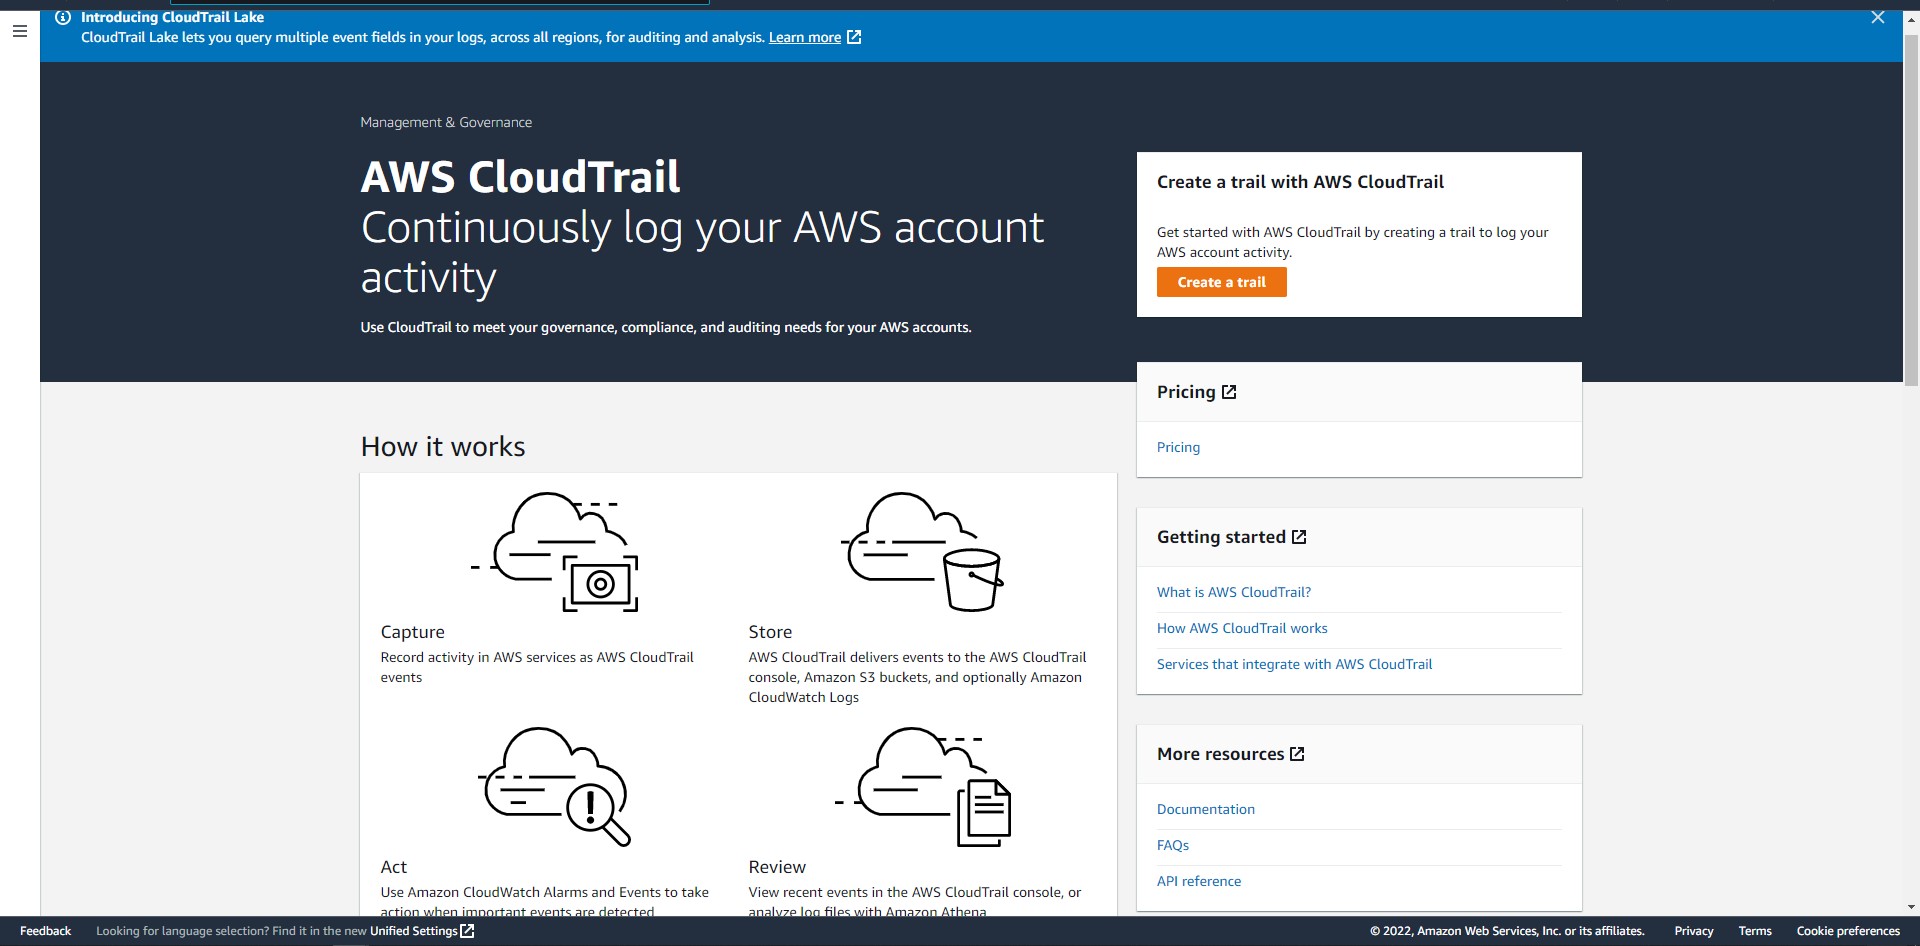 Introducing CloudTrail Lake
CloudTrail Lake lets you query multiple event fields in your logs, across all regions, for auditing and analysis. Learn more
Management & Governance
AWS CloudTrail
Continuously log your AWS account
activity
Use CloudTrail to meet your governance, compliance, and auditing needs for your AWS accounts.
Create a trail with AWS CloudTrail
Get started with AWS CloudTrail by creating a trail to log your
AWS account activity.
Create a trail
Pricing
Pricing
How it works
Capture
Record activity in AWS services as AWS CloudTrail
events
Store
AWS CloudTrail delivers events to the AWS CloudTrail
console, Amazon S3 buckets, and optionally Amazon
CloudWatch Logs
Act
Use Amazon CloudWatch Alarms and Events to take
action when important events are detected
Review
View recent events in the AWS CloudTrail console, or
analyze log files with Amazon Athena
Getting started
What is AWS CloudTrail?
How AWS CloudTrail works
Services that integrate with AWS CloudTrail
More resources
Documentation
FAQs
API reference
Feedback
Looking for language selection? Find it in the new Unified Settings
© 2022, Amazon Web Services, Inc. or its affiliates.
Privacy
Terms
Cookie preferences